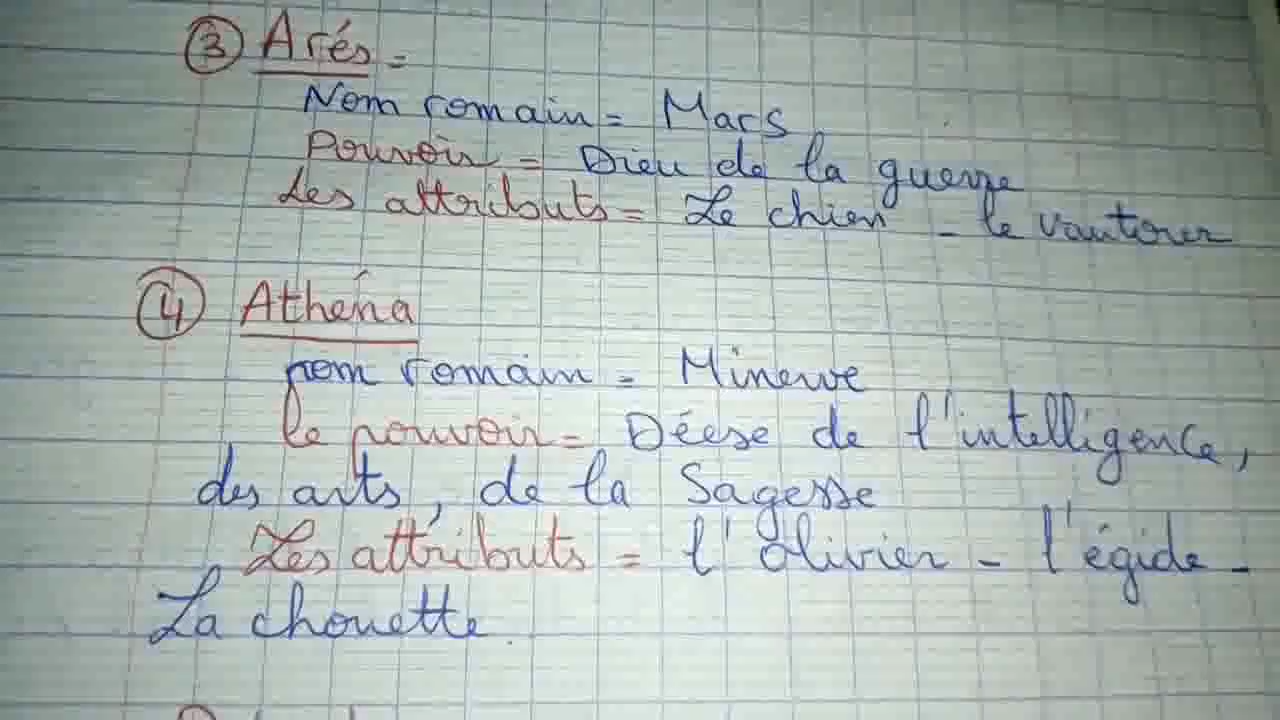 ③ Arés =
Nom romain = Mars
Pouvoir = Dieu de la guerre
Les attributs = Le chien - le vautour
④ Athéna
nom romain = Minerve
le pouvoir = Déese de l'intelligence,
des arts, de la Sagesse
Les attributs = l'olivier - l'égide -
La chouette.